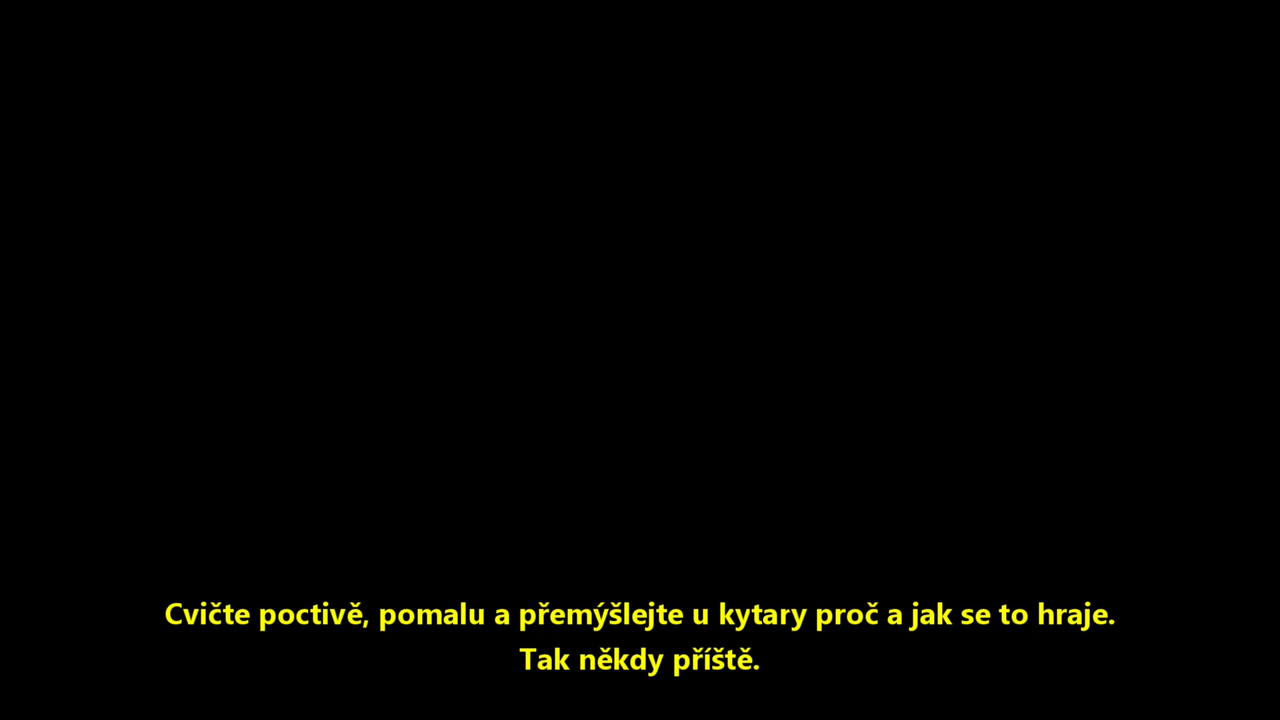 Cvičte poctivě, pomalu a přemýšlejte u kytary proč a jak se to hraje.
Tak někdy příště.